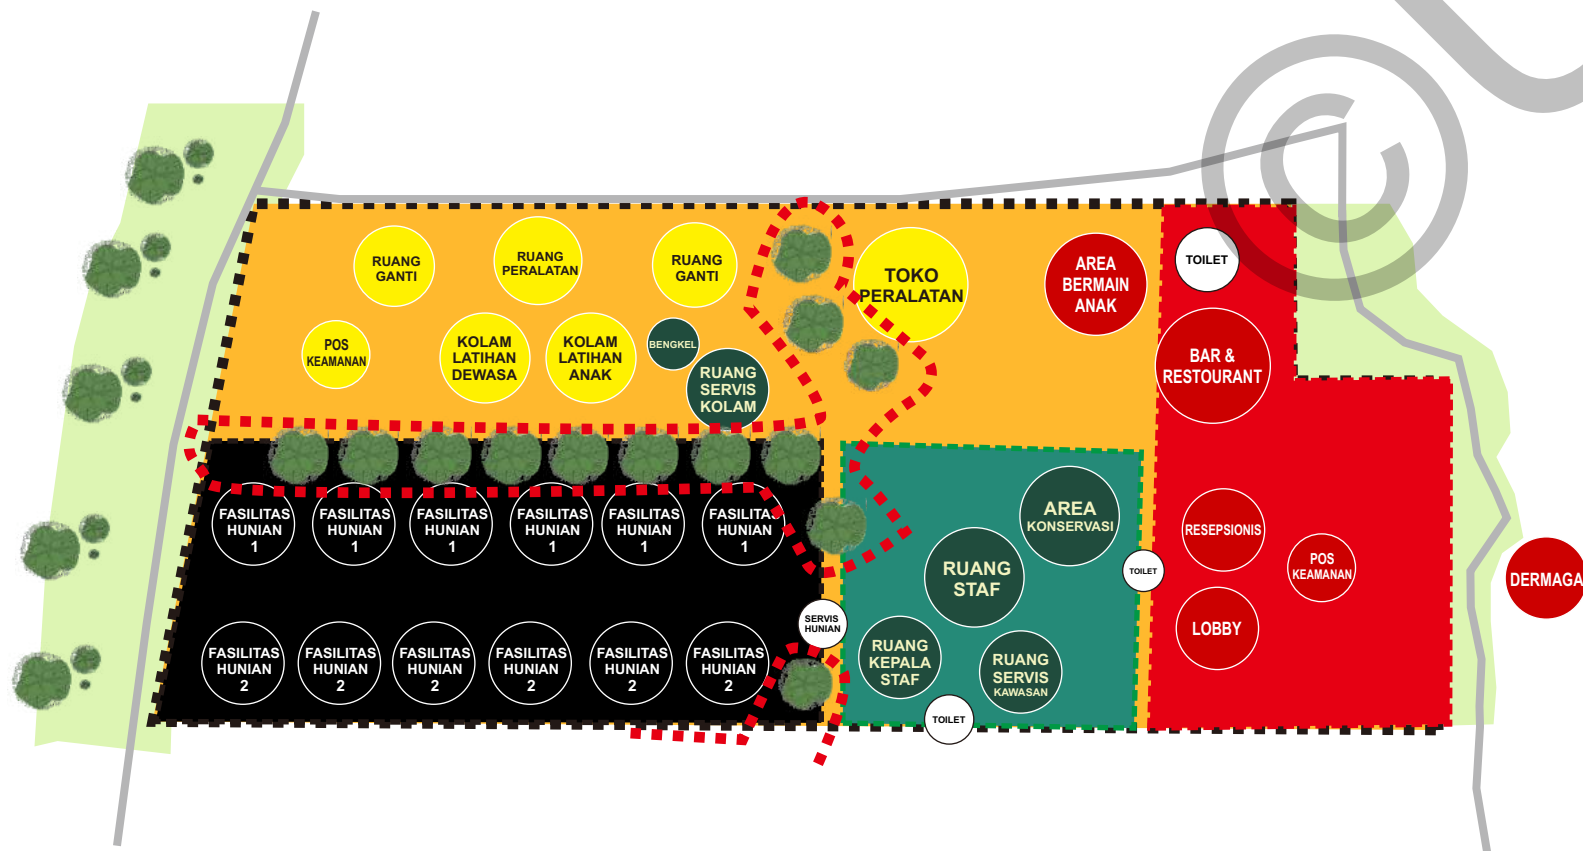 RUANG
GANTI
RUANG
PERALATAN
RUANG
GANTI
TOKO
PERALATAN
AREA
BERMAIN
ANAK
TOILET
POS
KEAMANAN
KOLAM
LATIHAN
DEWASA
KOLAM
LATIHAN
ANAK
BENGKEL
RUANG
SERVIS
KOLAM
BAR &
RESTOURANT
FASILITAS
HUNIAN
1
FASILITAS
HUNIAN
1
FASILITAS
HUNIAN
1
FASILITAS
HUNIAN
1
FASILITAS
HUNIAN
1
FASILITAS
HUNIAN
1
AREA
KONSERVASI
RUANG
STAF
TOILET
RESEPSIONIS
POS
KEAMANAN
DERMAGA
LOBBY
SERVIS
HUNIAN
FASILITAS
HUNIAN
2
FASILITAS
HUNIAN
2
FASILITAS
HUNIAN
2
FASILITAS
HUNIAN
2
FASILITAS
HUNIAN
2
FASILITAS
HUNIAN
2
RUANG
KEPALA
STAF
RUANG
SERVIS
KAWASAN
TOILET
©